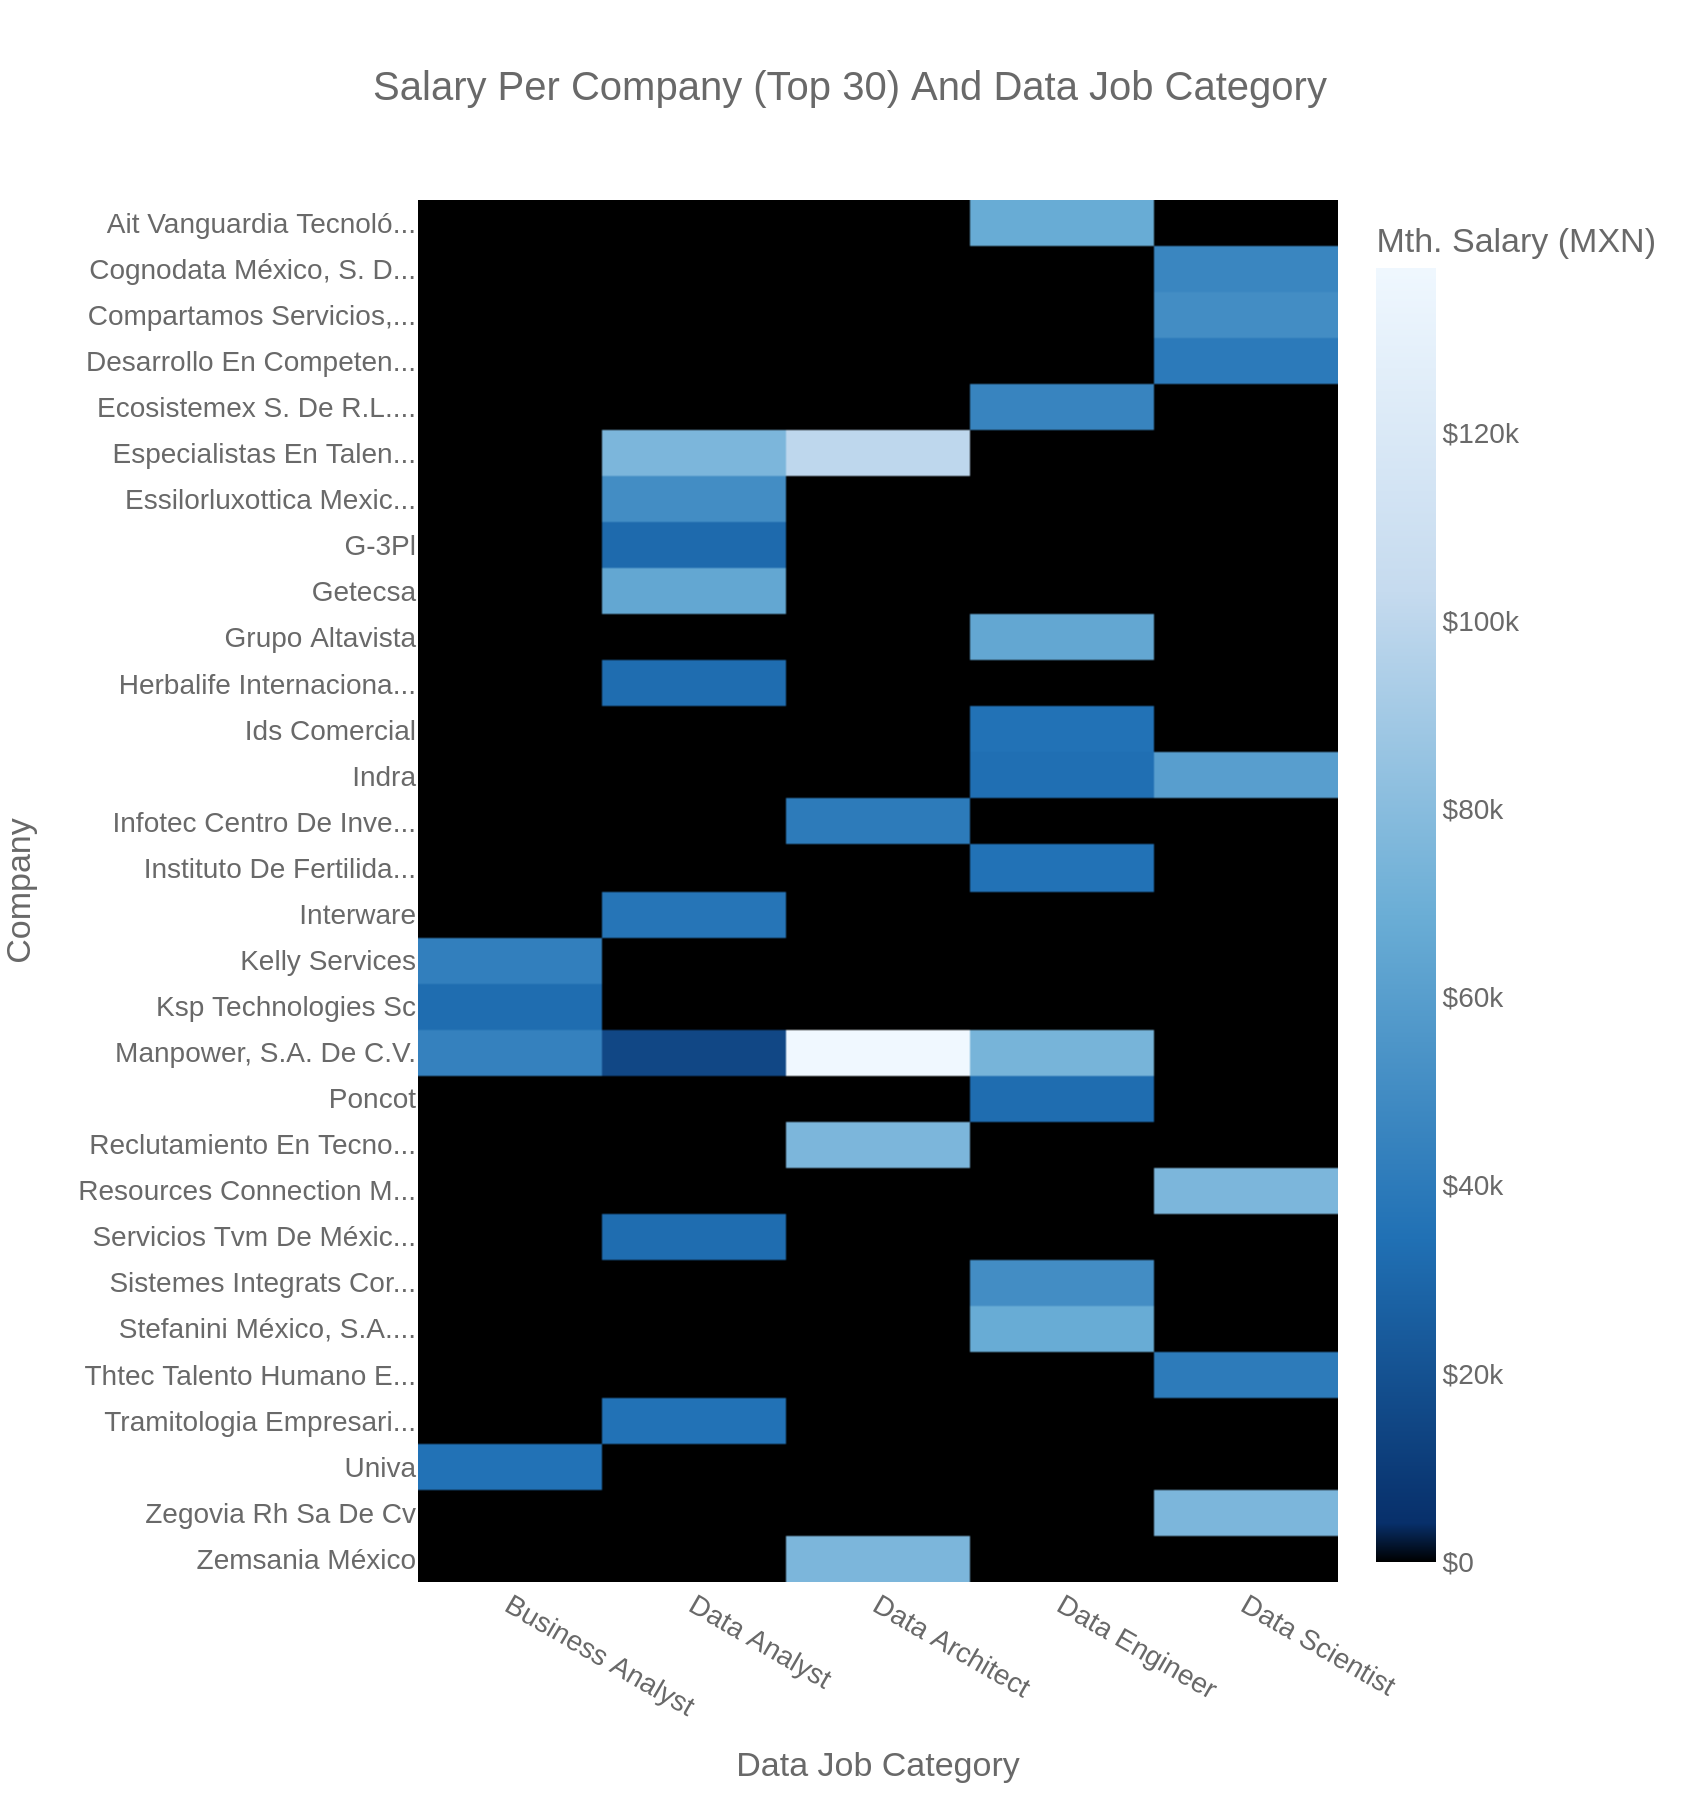 Salary Per Company (Top 30) And Data Job Category
Mth. Salary (MXN)
Company
Ait Vanguardia Tecnoló...
Cognodata México, S. D...
Compartamos Servicios,...
Desarrollo En Competen...
Ecosistemex S. De R.L....
Especialistas En Talen...
Essilorluxottica Mexic...
G-3Pl
Getecsa
Grupo Altavista
Herbalife Internaciona...
Ids Comercial
Indra
Infotec Centro De Inve...
Instituto De Fertilida...
Interware
Kelly Services
Ksp Technologies Sc
Manpower, S.A. De C.V.
Poncot
Reclutamiento En Tecno...
Resources Connection M...
Servicios Tvm De Méxic...
Sistemes Integrats Cor...
Stefanini México, S.A....
Thtec Talento Humano E...
Tramitologia Empresari...
Univa
Zegovia Rh Sa De Cv
Zemsania México
$120k
$100k
$80k
$60k
$40k
$20k
$0
Business Analyst
Data Analyst
Data Architect
Data Engineer
Data Scientist
Data Job Category